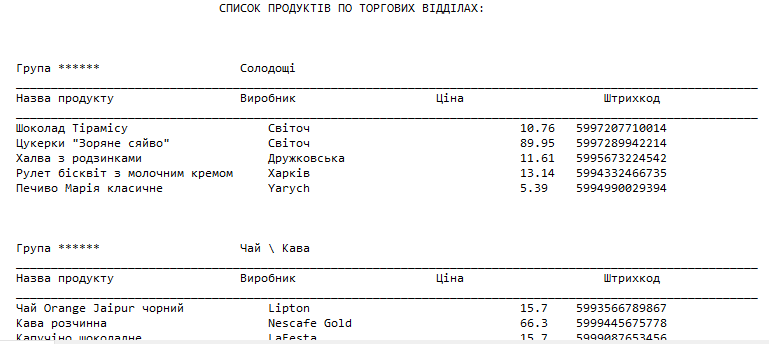 СПИСОК ПРОДУКТІВ ПО ТОРГОВИХ ВІДДІЛАХ:
Група ****** Солодощі
Назва продукту Виробник Ціна Штрихкод
Шоколад Тірамісу Світоч 10.76 5997207710014
Цукерки "Зоряне сяйво" Світоч 89.95 5997289942214
Халва з родзинками Дружковська 11.61 5995673224542
Рулет бісквіт з молочним кремом Харків 13.14 5994332466735
Печиво Марія класичне Yarych 5.39 5994990029394
Група ****** Чай \ Кава
Назва продукту Виробник Ціна Штрихкод
Чай Orange Jaipur чорний Lipton 15.7 5993566789867
Кава розчинна Nescafe Gold 66.3 5999445675778
Капучіно шоколадне LaFesta 15.7 5999087653456